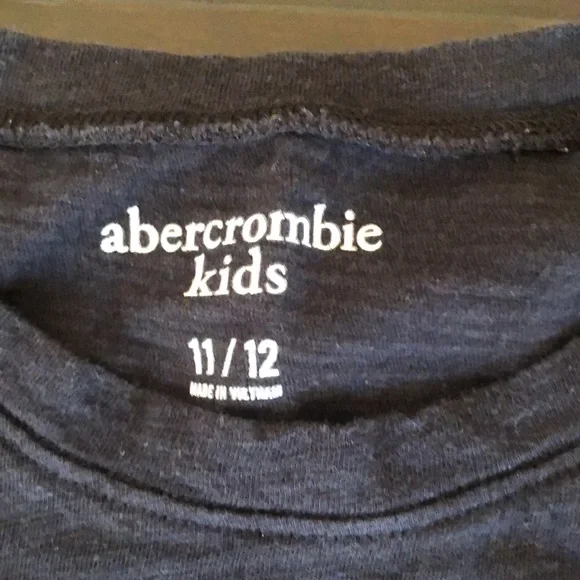 abercrombie
kids
11 / 12
MADE IN VIETNAM